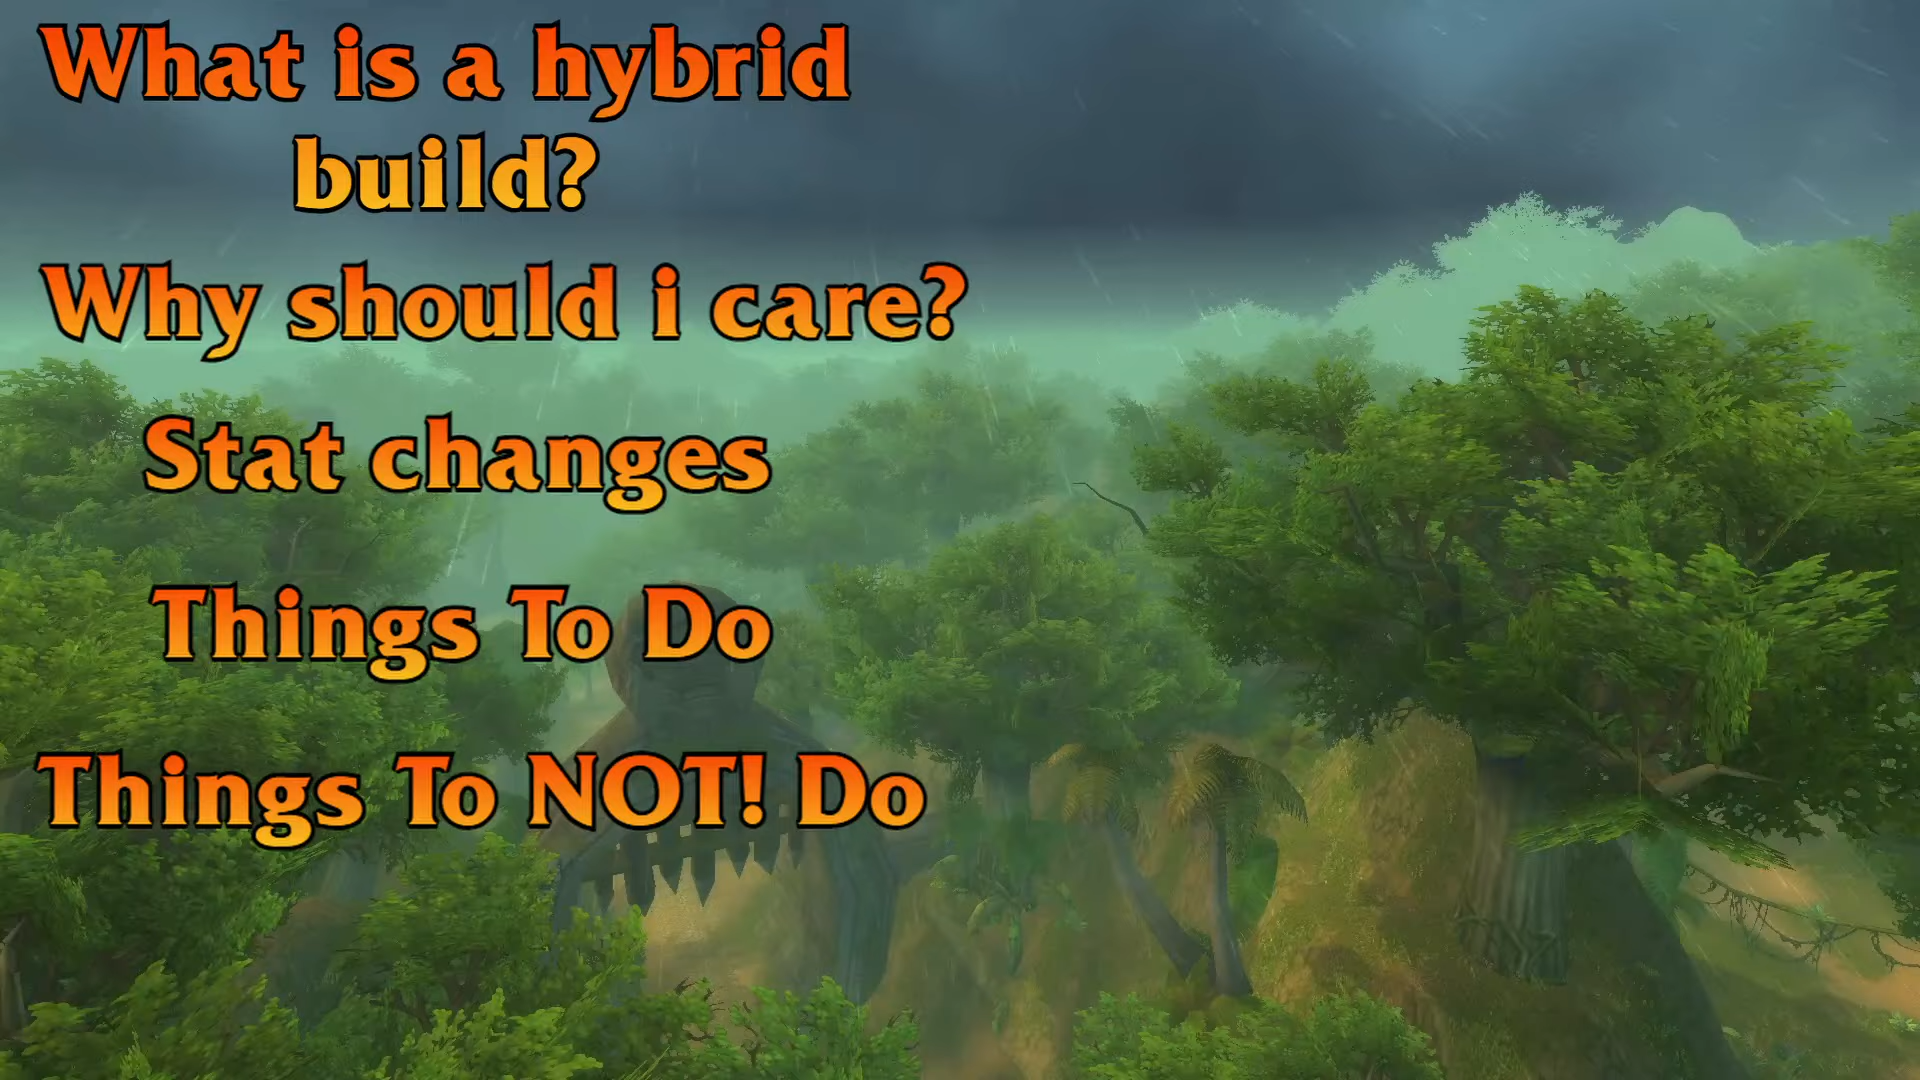 What is a hybrid
build?
Why should i care?
Stat changes
Things To Do
Things To NOT! Do